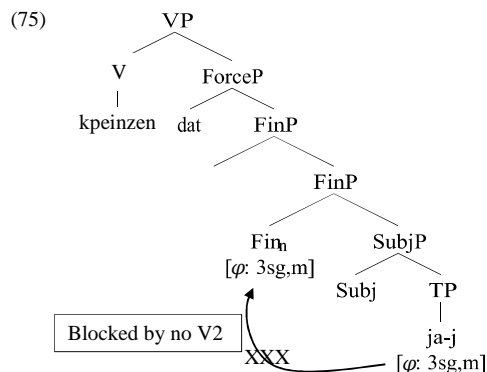 (75) VP
V ForceP
kpeinzen dat FinP
FinP
Finₙ SubjP
[φ: 3sg,m] Subj TP
Blocked by no V2 ja-j
XXX [φ: 3sg,m]